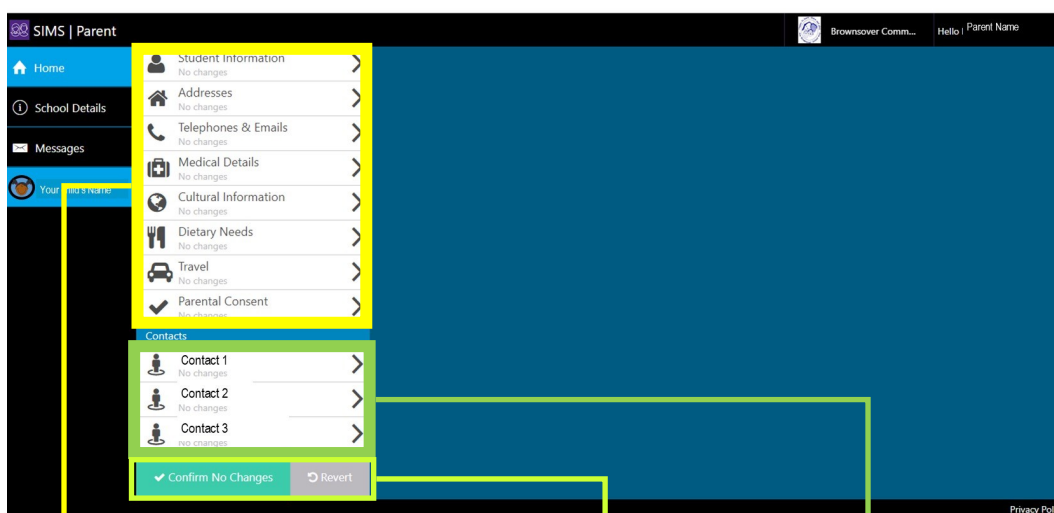 SIMS | Parent
Brownsover Comm...
Hello | Parent Name
Home
School Details
Messages
Your Child's Name
Student Information
No changes
Addresses
No changes
Telephones & Emails
No changes
Medical Details
No changes
Cultural Information
No changes
Dietary Needs
No changes
Travel
No changes
Parental Consent
No changes
Contacts
Contact 1
No changes
Contact 2
No changes
Contact 3
No changes
Confirm No Changes
Revert
Privacy Pol